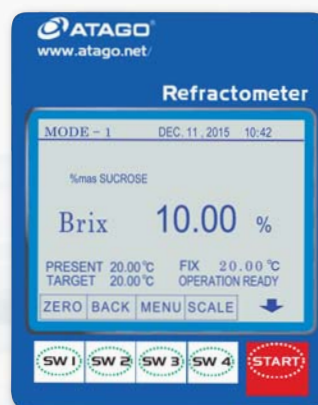 ATAGO®
www.atago.net/
Refractometer
MODE - 1 DEC. 11 , 2015 10:42
%mas SUCROSE
Brix 10.00 %
PRESENT 20.00°C FIX 20.00°C
TARGET 20.00°C OPERATION READY
ZERO BACK MENU SCALE
SW 1 SW 2 SW 3 SW 4 START